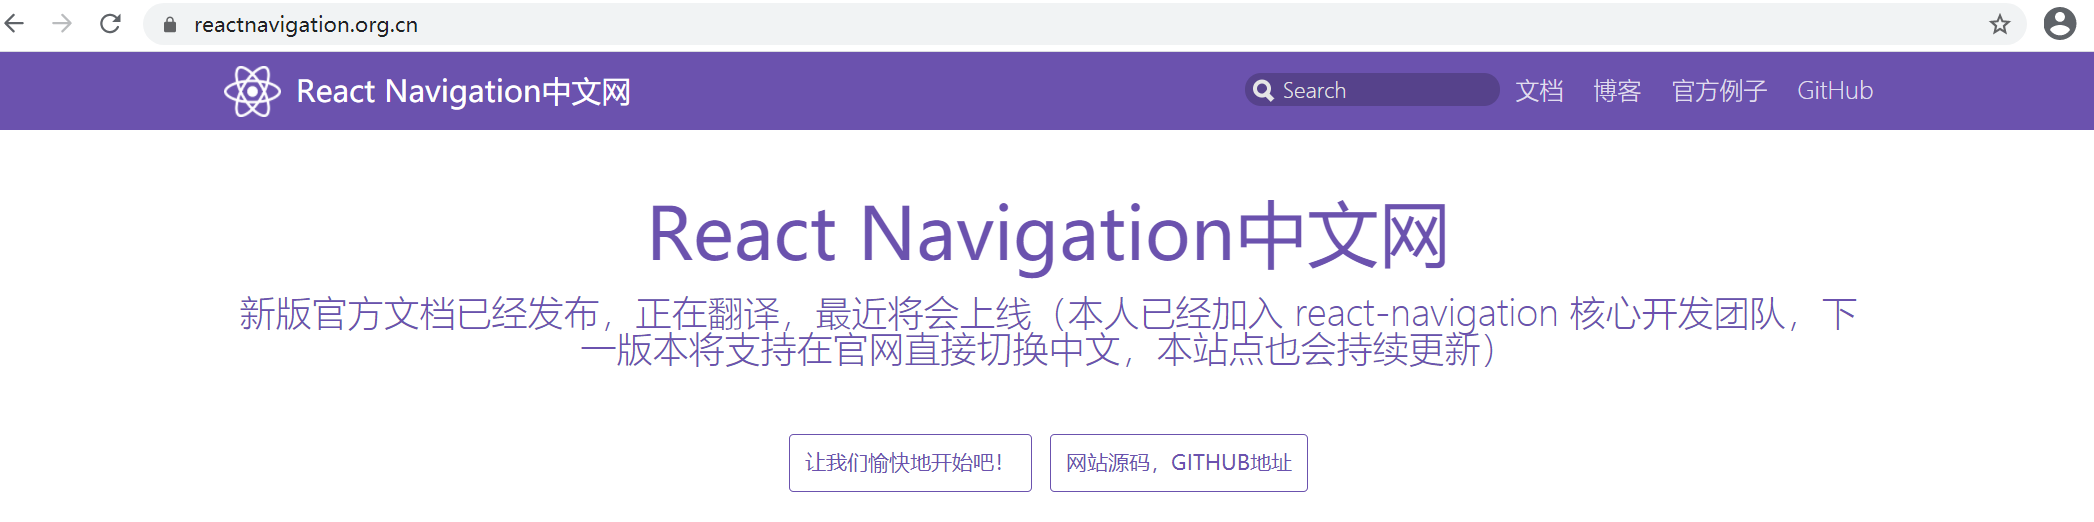 reactnavigation.org.cn
React Navigation中文网
Search
文档
博客
官方例子
GitHub
React Navigation中文网
新版官方文档已经发布，正在翻译，最近将会上线（本人已经加入 react-navigation 核心开发团队，下
一版本将支持在官网直接切换中文，本站点也会持续更新）
让我们愉快地开始吧！
网站源码，GITHUB地址